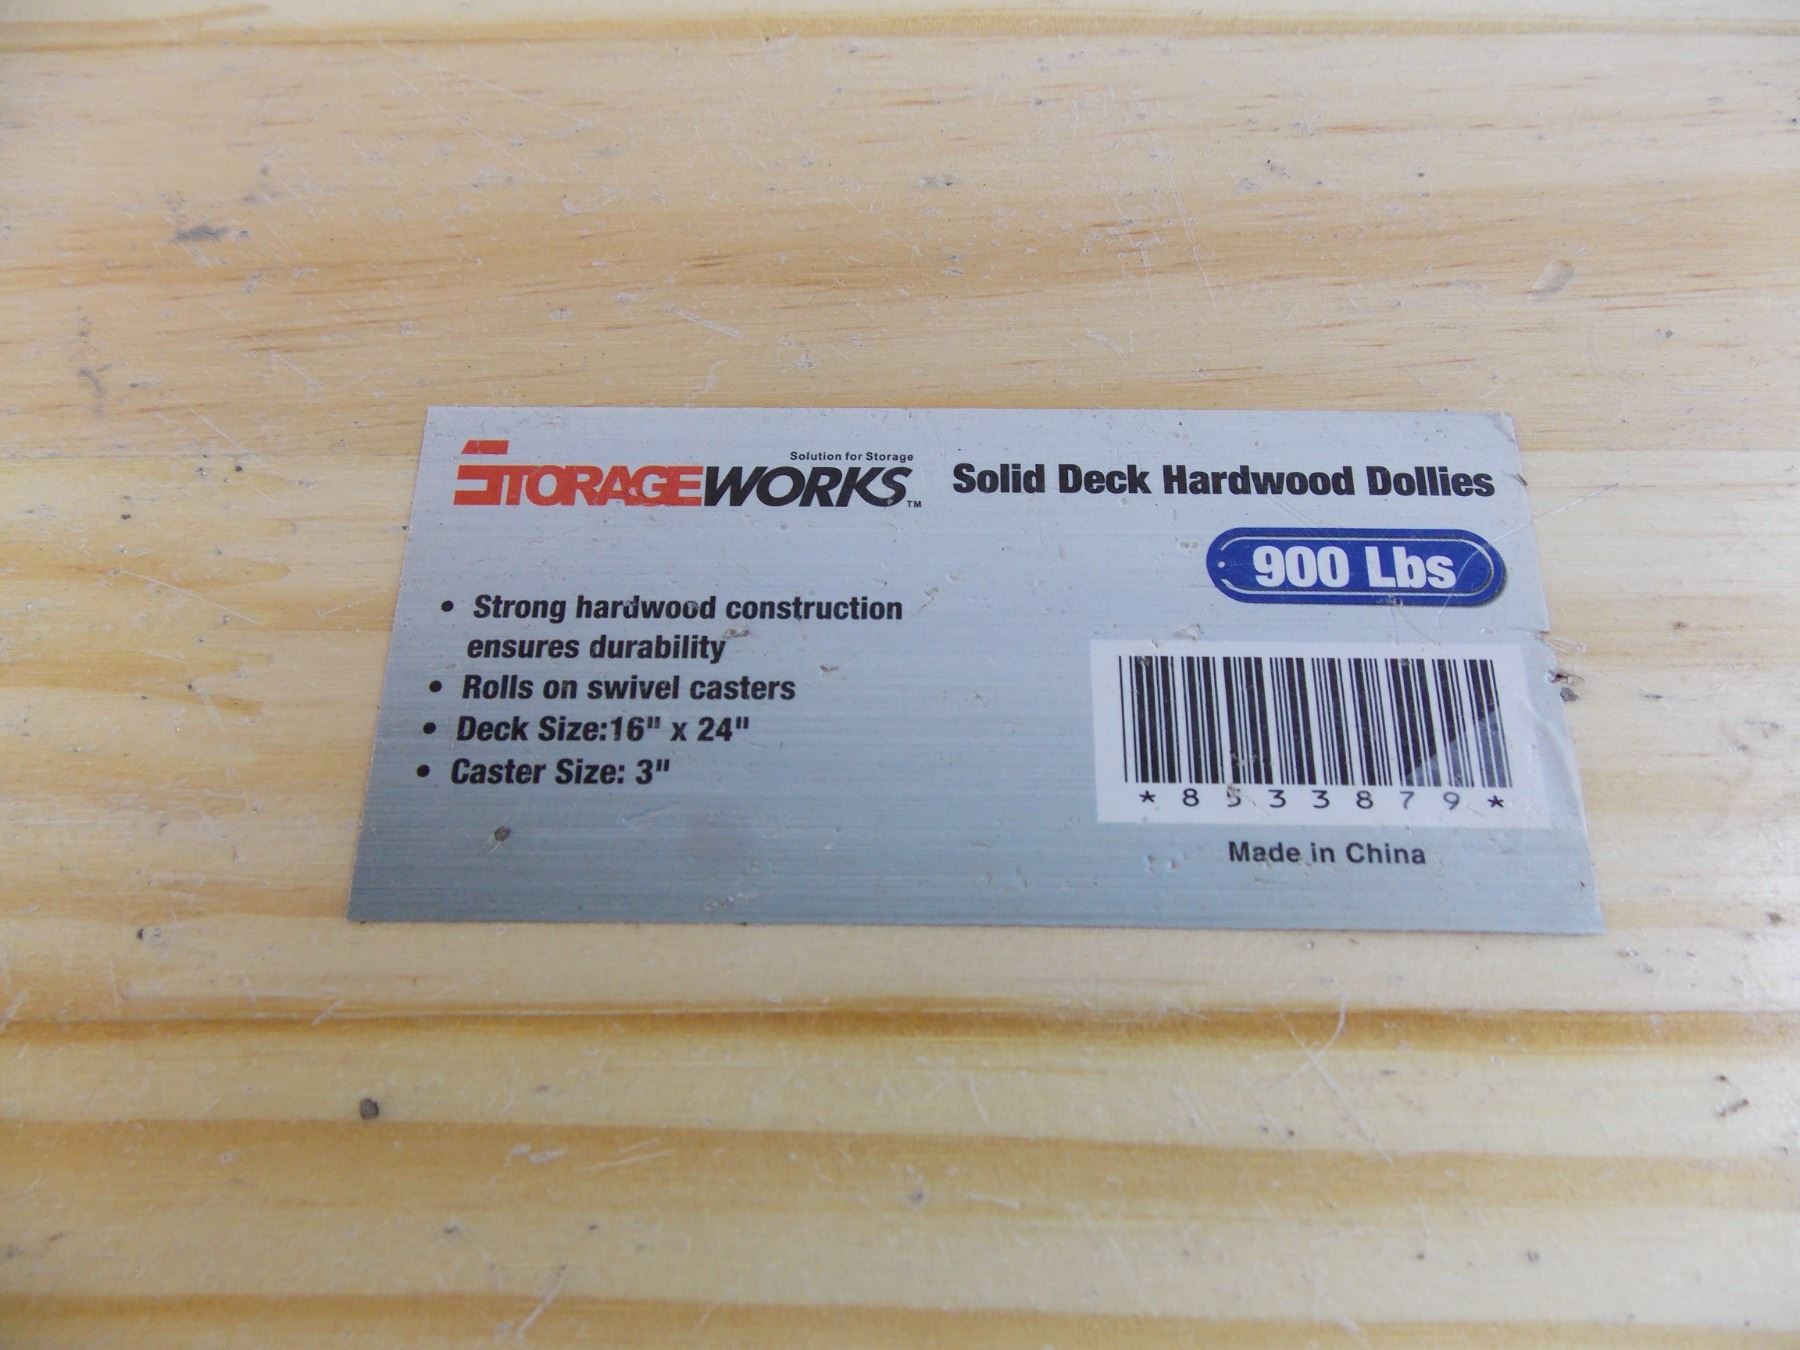 Solution for Storage
STORAGEWORKS™
Solid Deck Hardwood Dollies
900 Lbs
• Strong hardwood construction
ensures durability
• Rolls on swivel casters
• Deck Size:16" x 24"
• Caster Size: 3"
*8533879*
Made in China